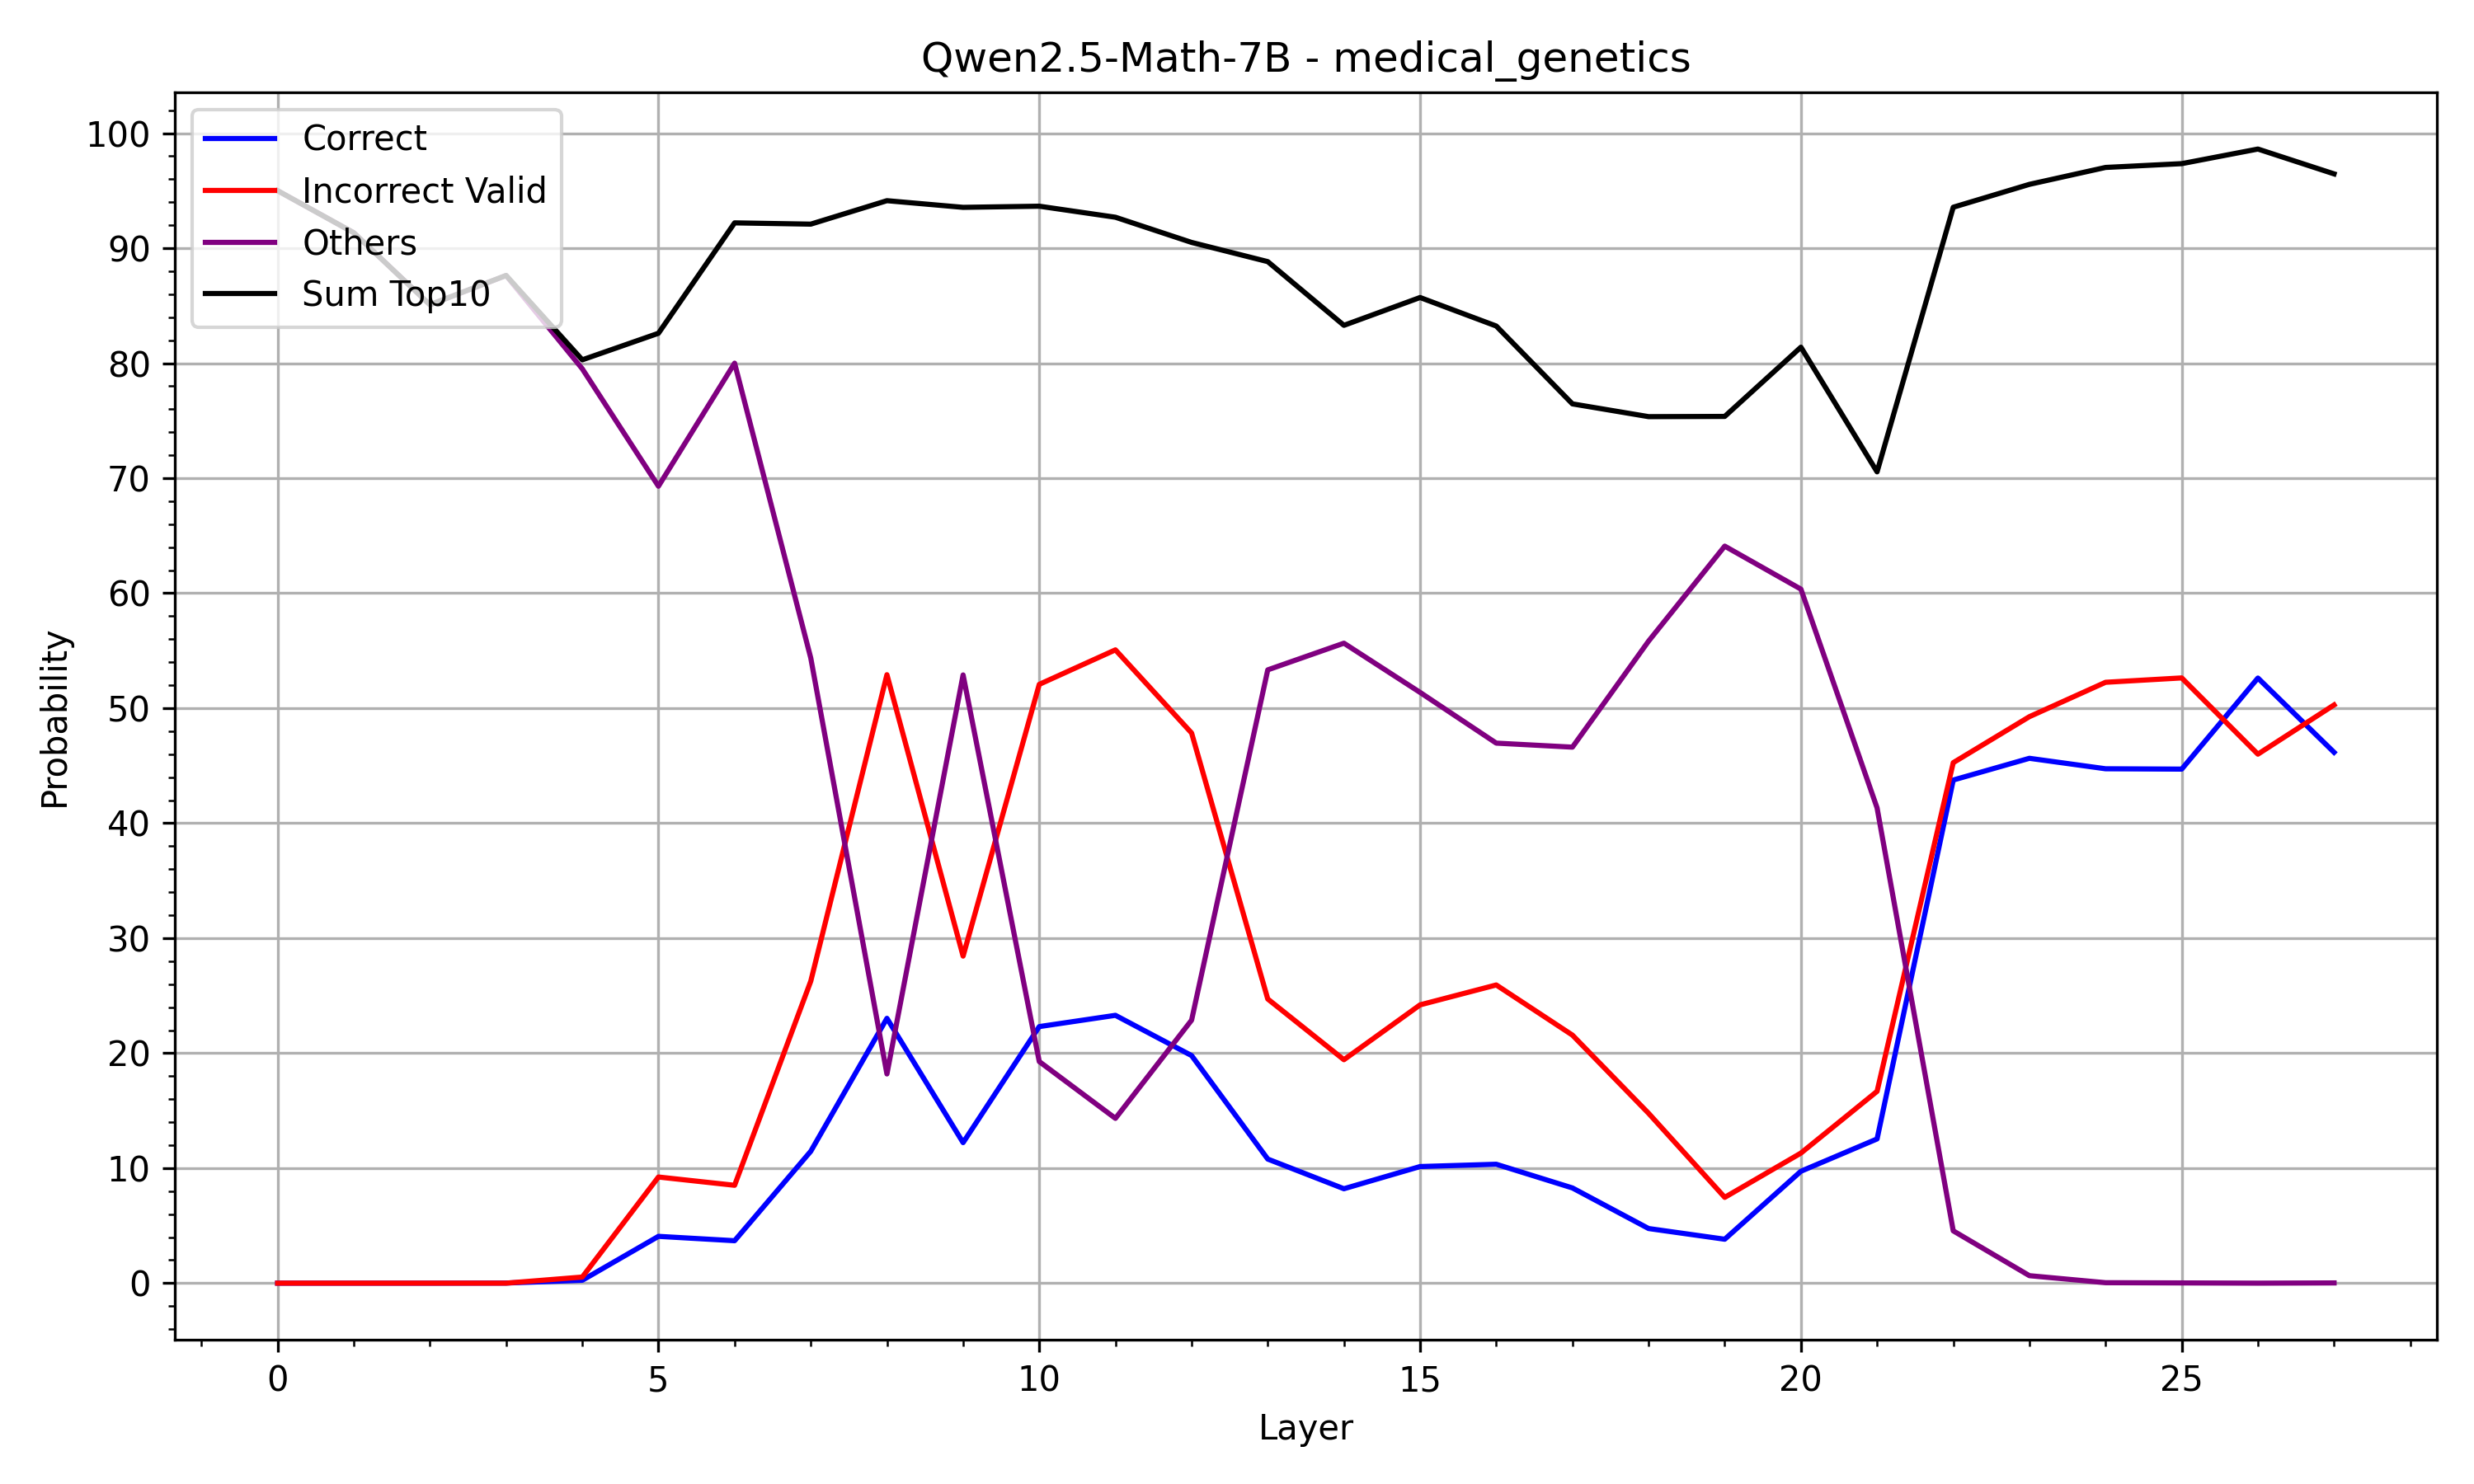 Qwen2.5-Math-7B - medical_genetics
Correct
Incorrect Valid
Others
Sum Top10
Probability
100
90
80
70
60
50
40
30
20
10
0
0 5 10 15 20 25
Layer